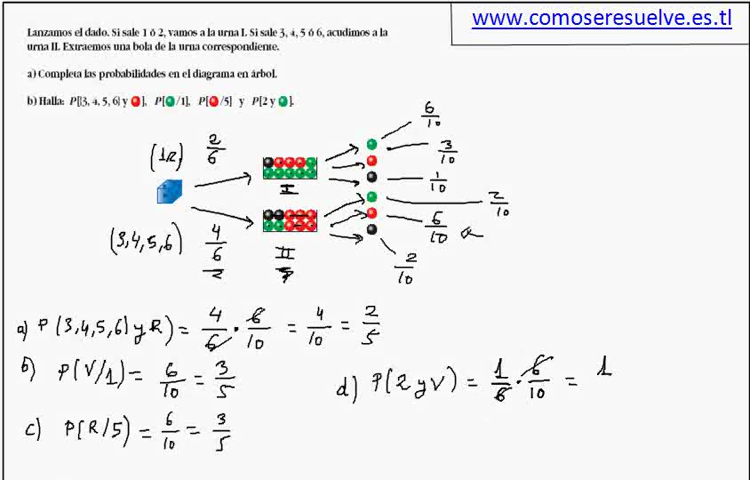 www.comoseresuelve.es.tl
Lanzamos el dado. Si sale 1 ó 2, vamos a la urna I. Si sale 3, 4, 5 ó 6, acudimos a la
urna II. Extraemos una bola de la urna correspondiente.
a) Completa las probabilidades en el diagrama en árbol.
b) Halla: P[{3, 4, 5, 6} y ], P[ /1], P[ /5] y P[2 y ].
6/10
(12) 2/6
3/10
I
1/10
2/10
(3,4,5,6) 4/6
6/10
II
2/10
a) P(3,4,5,6) y R) = 4/6 · 6/10 = 4/10 = 2/5
b) P(V/1) = 6/10 = 3/5
d) P(2 y V) = 1/6 · 6/10 = 1
c) P(R/5) = 6/10 = 3/5